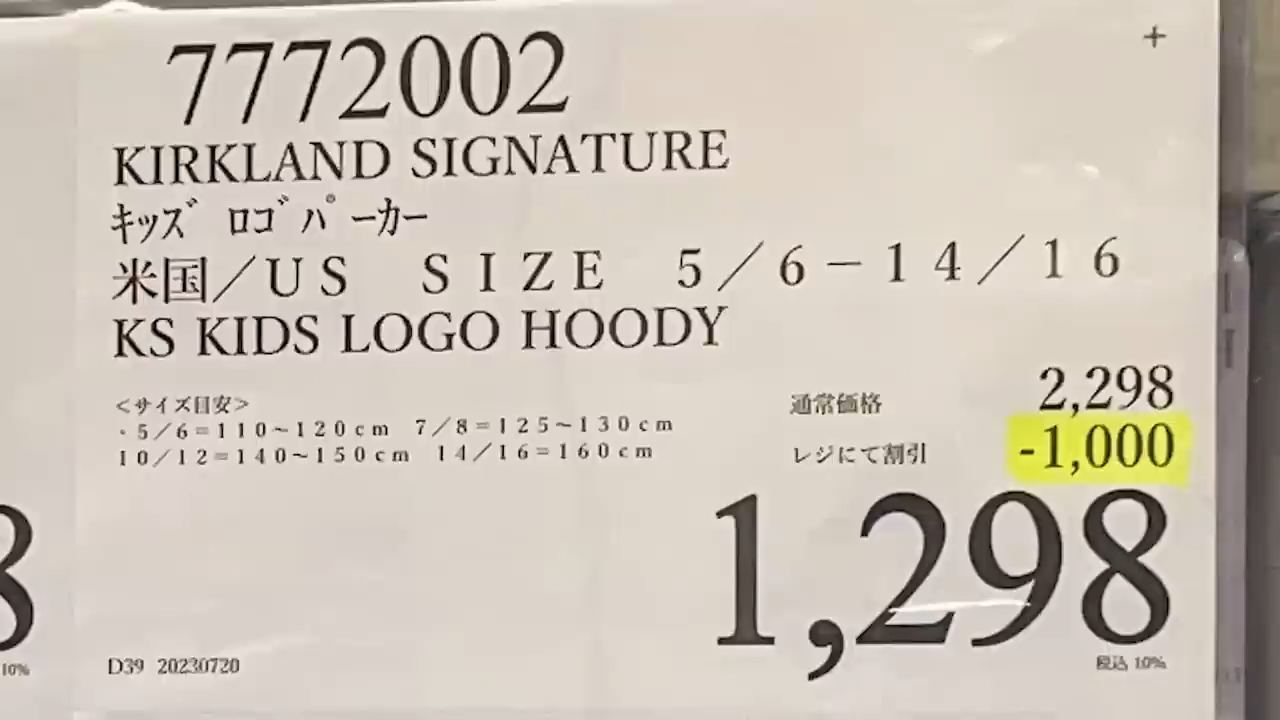 7772002
+
KIRKLAND SIGNATURE
ｷｯｽﾞ ﾛｺﾞﾊﾟｰｶｰ
米国／ＵＳ　ＳＩＺＥ　５／６－１４／１６
KS KIDS LOGO HOODY
＜サイズ目安＞
・５／６＝１１０～１２０ｃｍ　７／８＝１２５～１３０ｃｍ
１０／１２＝１４０～１５０ｃｍ　１４／１６＝１６０ｃｍ
通常価格 2,298
レジにて割引 -1,000
1,298
税込 10%
D39 20230720
8
10%